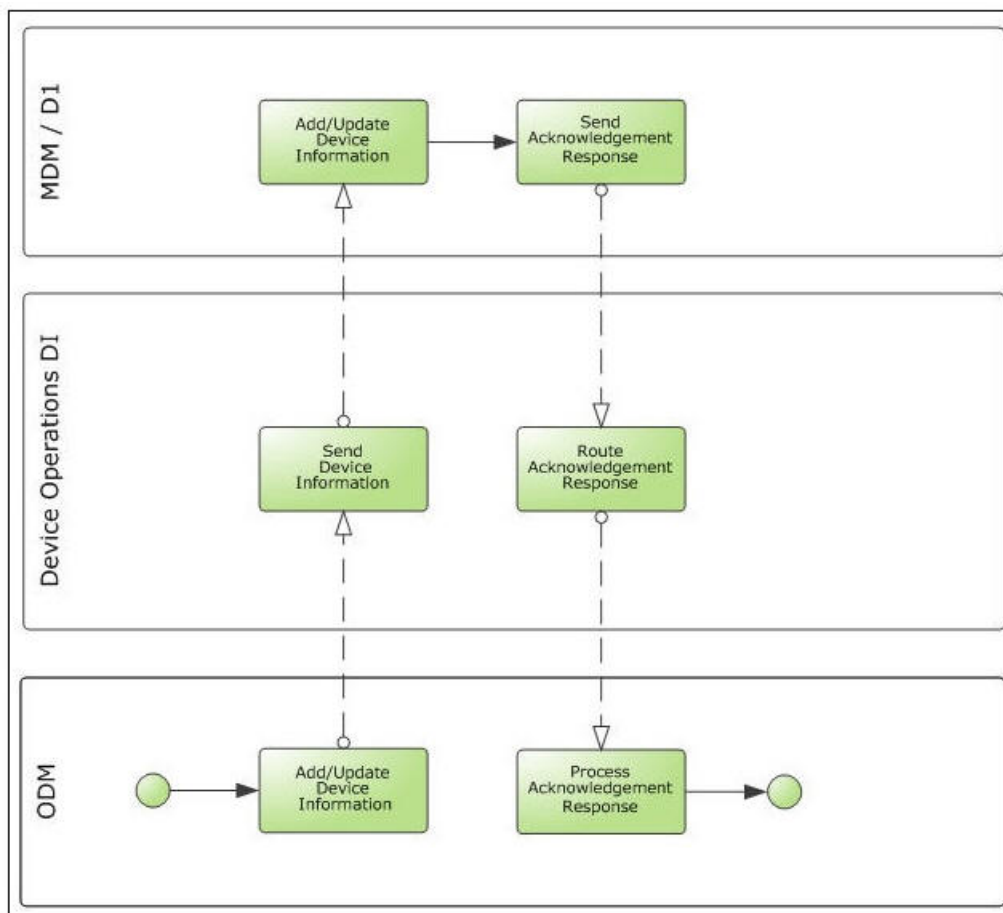 MDM / D1
Add/Update
Device
Information
Send
Acknowledgement
Response
Device Operations DI
Send
Device
Information
Route
Acknowledgement
Response
ODM
Add/Update
Device
Information
Process
Acknowledgement
Response